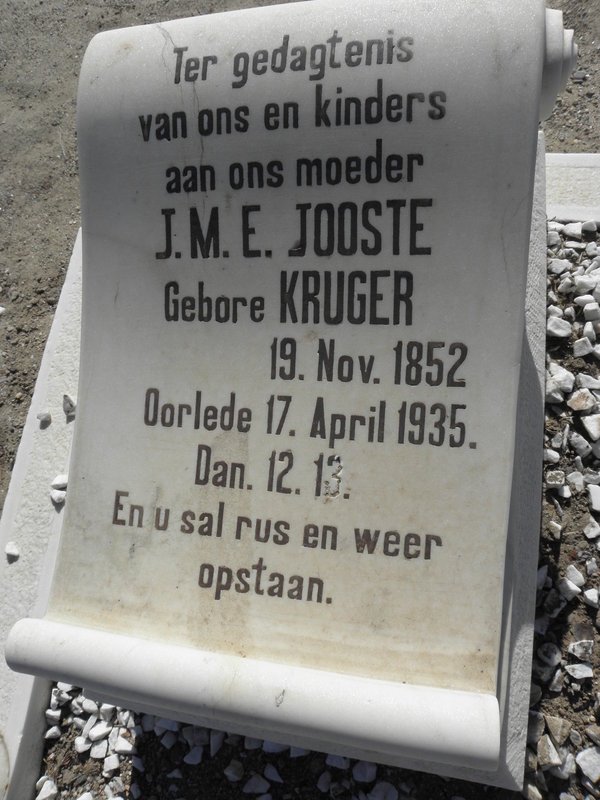 Ter gedagtenis
van ons en kinders
aan ons moeder
J.M.E. JOOSTE
Gebore KRUGER
19. Nov. 1852
Oorlede 17. April 1935.
Dan. 12. 13.
En u sal rus en weer
opstaan.